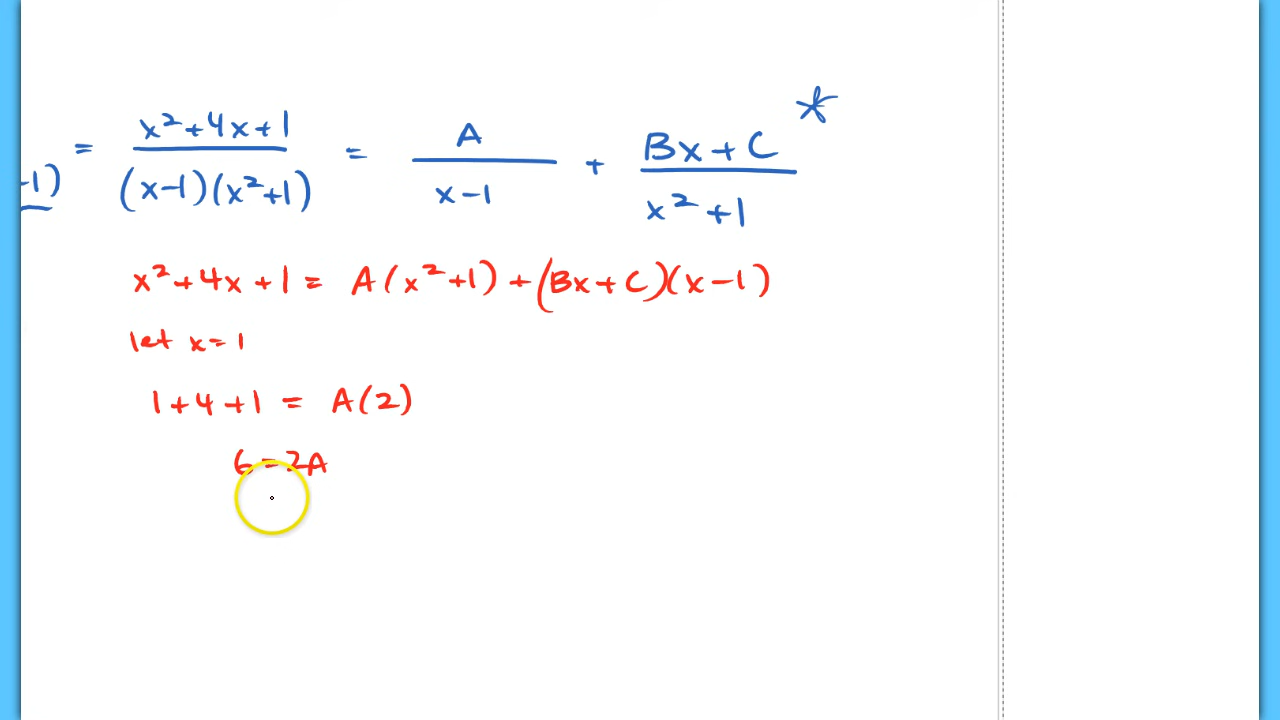 -1) = x²+4x+1 / (x-1)(x²+1) = A / x-1 + Bx+C / x²+1 *
x²+4x+1 = A(x²+1)+(Bx+C)(x-1)
let x=1
1+4+1 = A(2)
6=2A